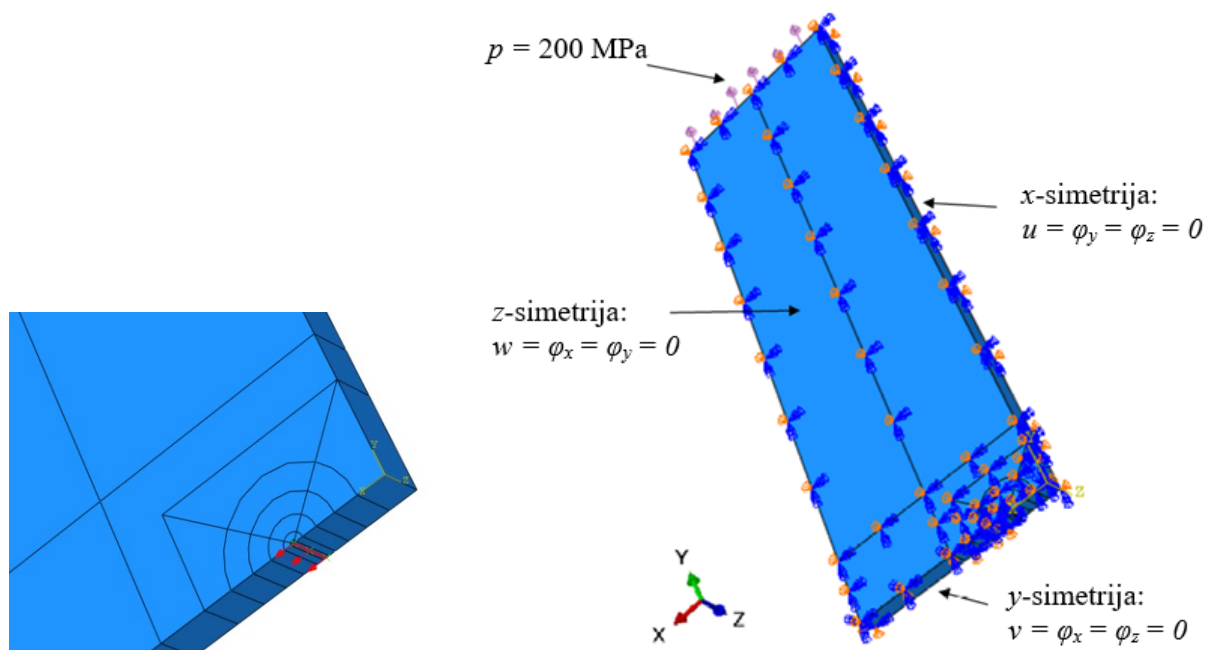 p = 200 MPa
x-simetrija:
u = φy = φz = 0
z-simetrija:
w = φx = φy = 0
y-simetrija:
v = φx = φz = 0
Y
X
Z
Z